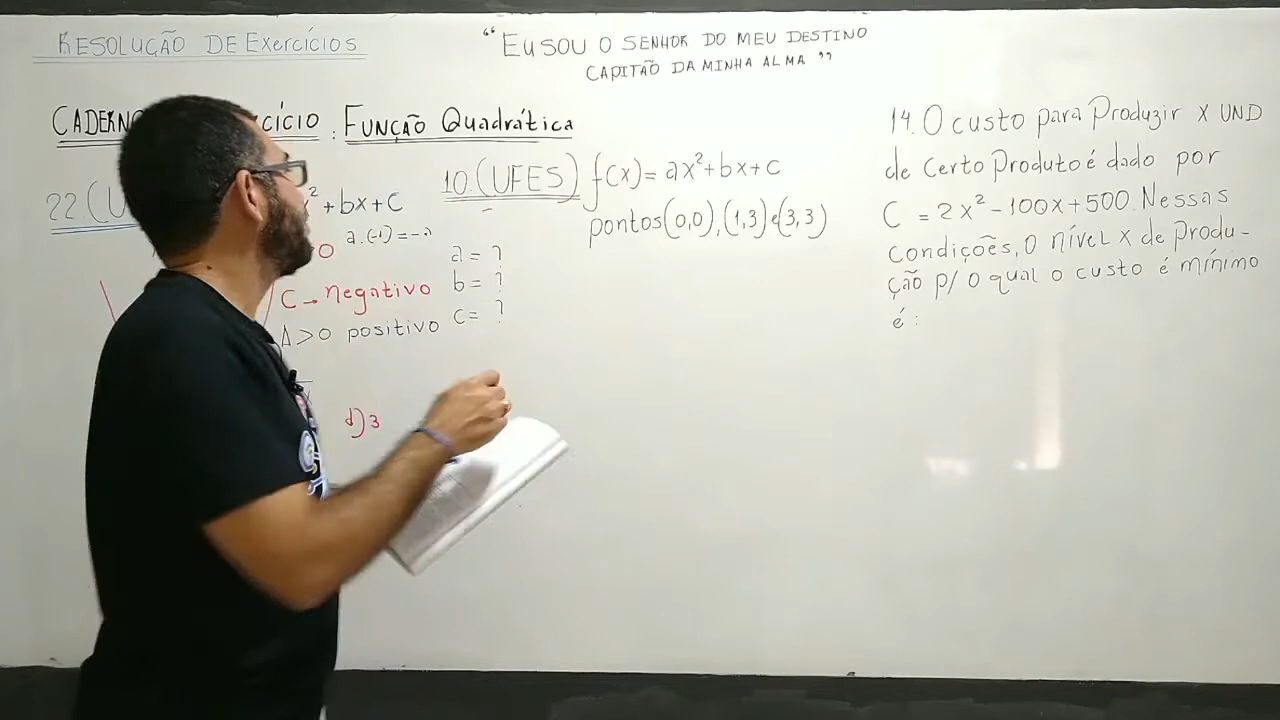 RESOLUÇÃO DE EXERCÍCIOS
“EU SOU O SENHOR DO MEU DESTINO
CAPITÃO DA MINHA ALMA”
FUNÇÃO QUADRÁTICA
22
+bx+c
a.(-1)=-a
C→negativo
Δ>0 positivo
d)3
10.(UFES) f(x)=ax²+bx+c
pontos(0,0),(1,3)e(3,3)
a = ?
b = ?
c = ?
14. O custo para Produzir X UND
de Certo Produto é dado por
C = 2x²-100x+500. Nessas
Condições, O nível X de Produ-
ção p/ o qual o custo é mínimo
é: